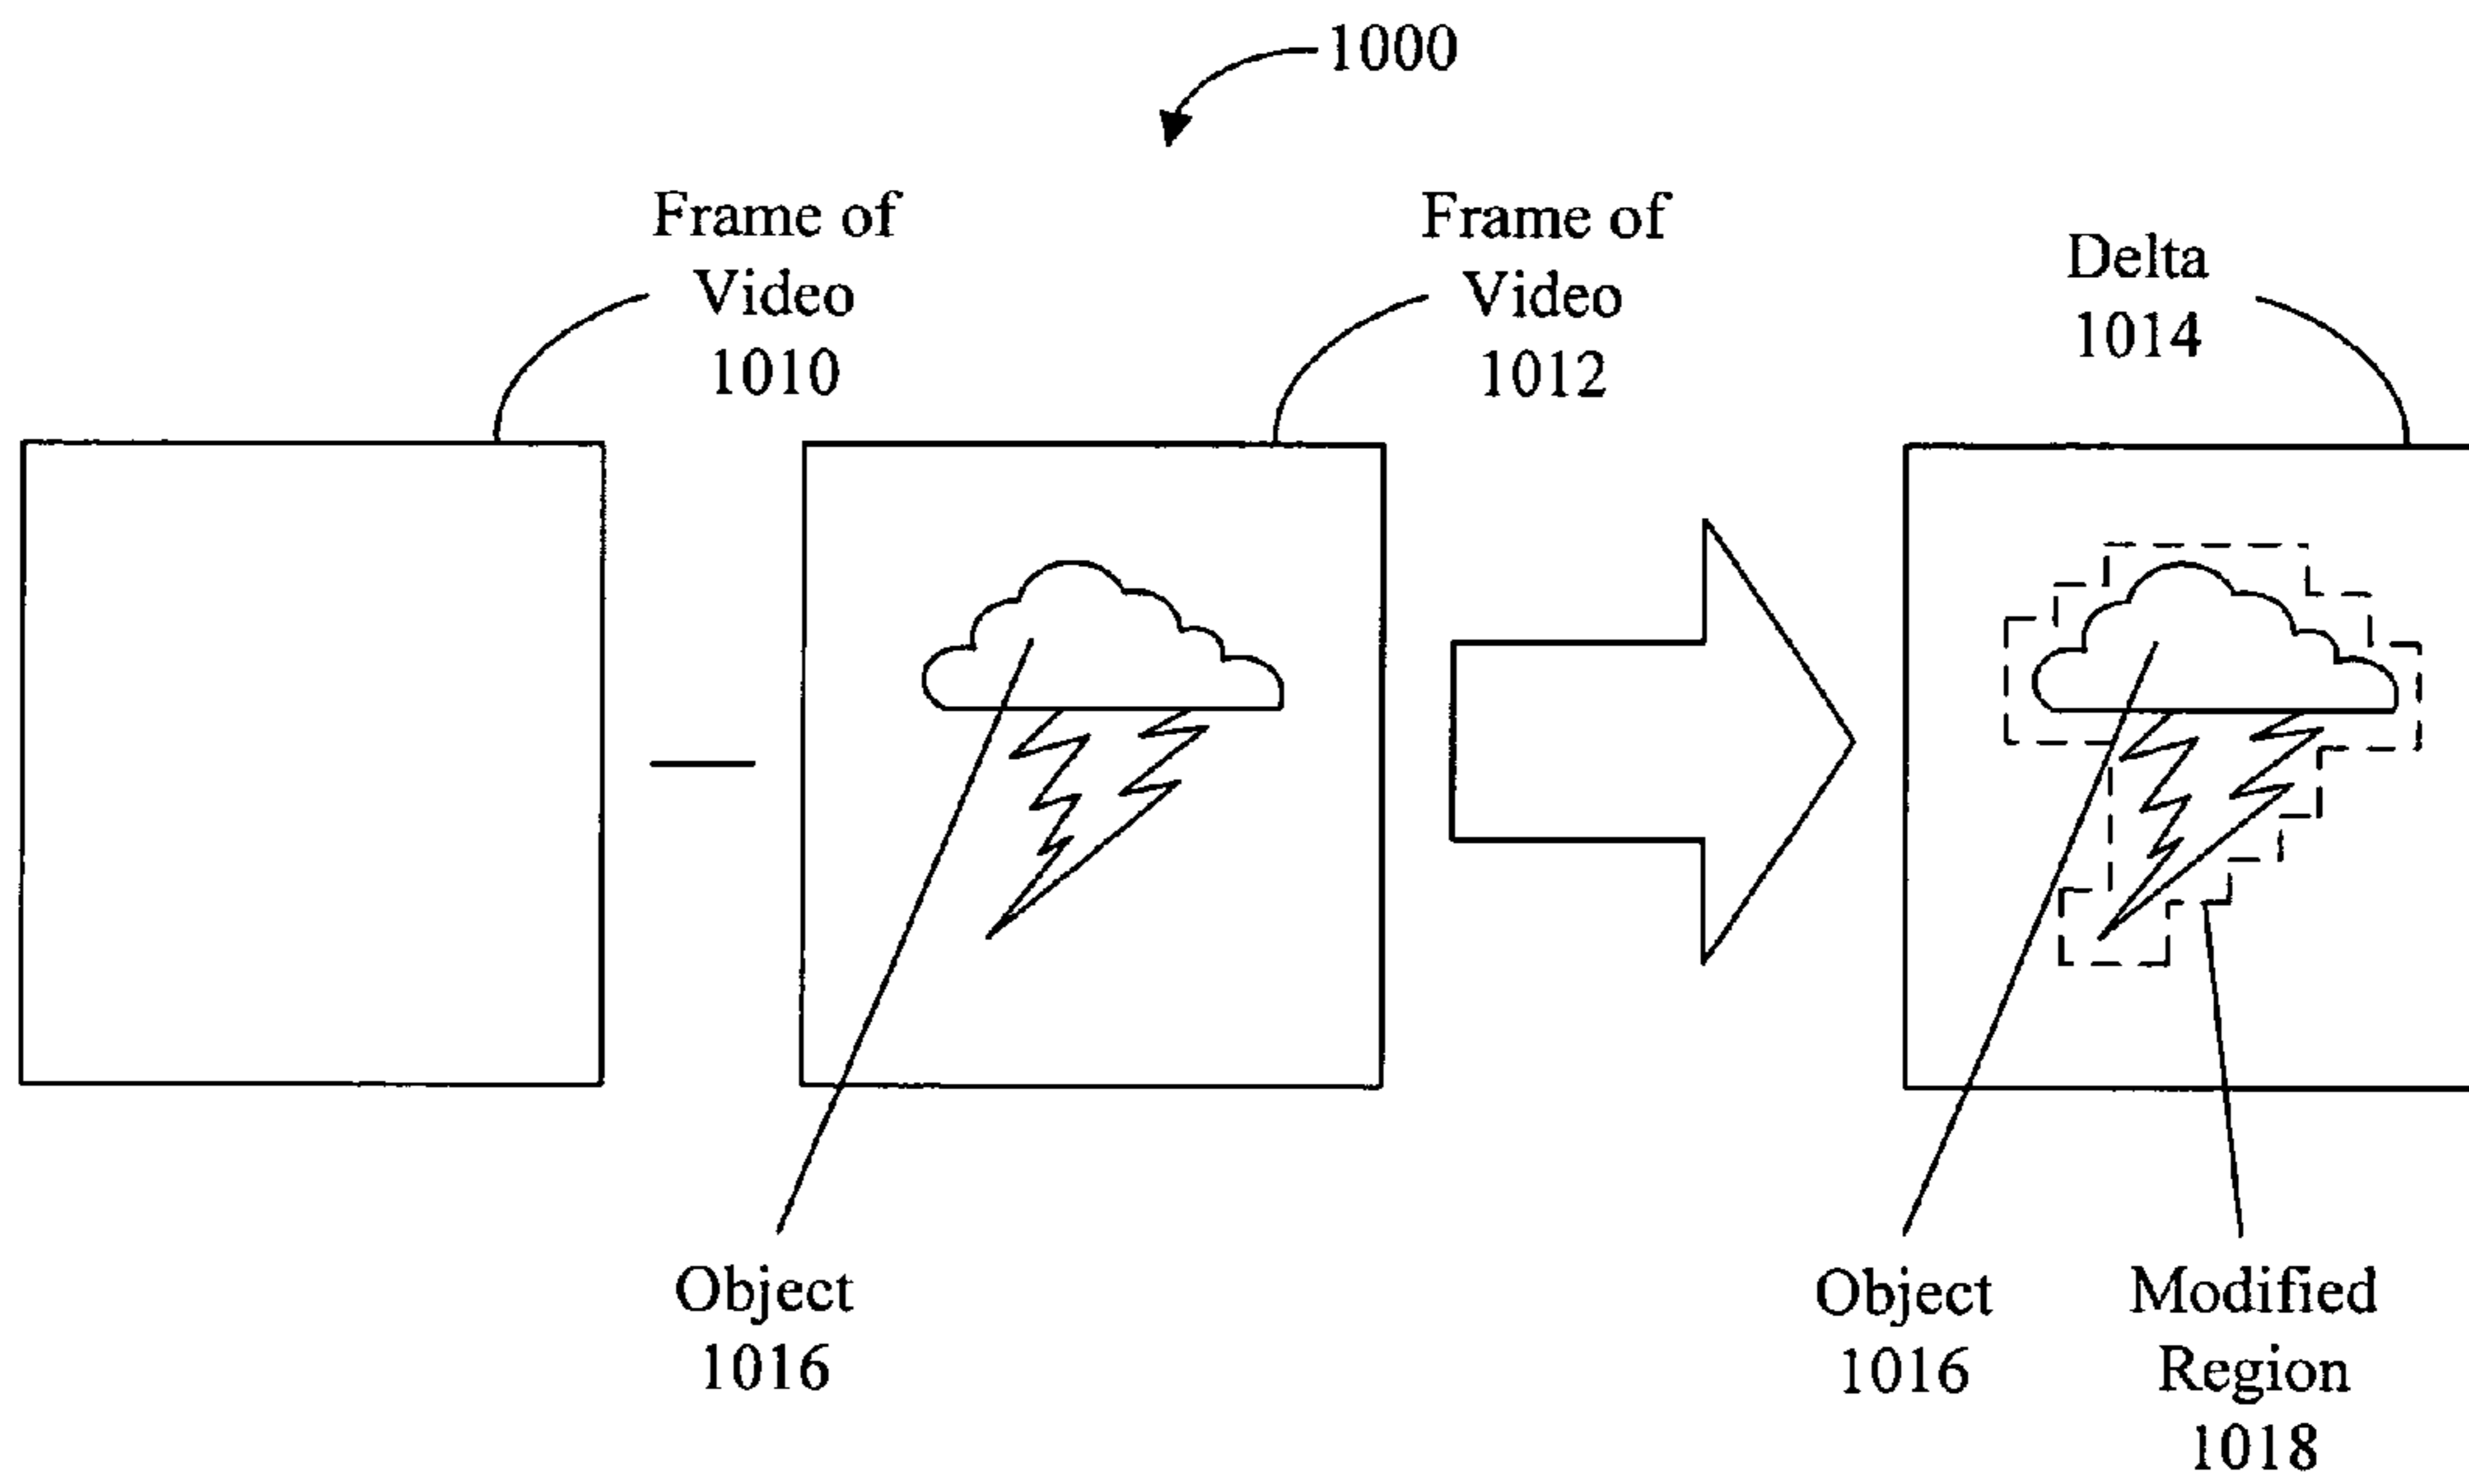 1000
Frame of
Video
1010
Frame of
Video
1012
Delta
1014
Object
1016
Object
1016
Modified
Region
1018